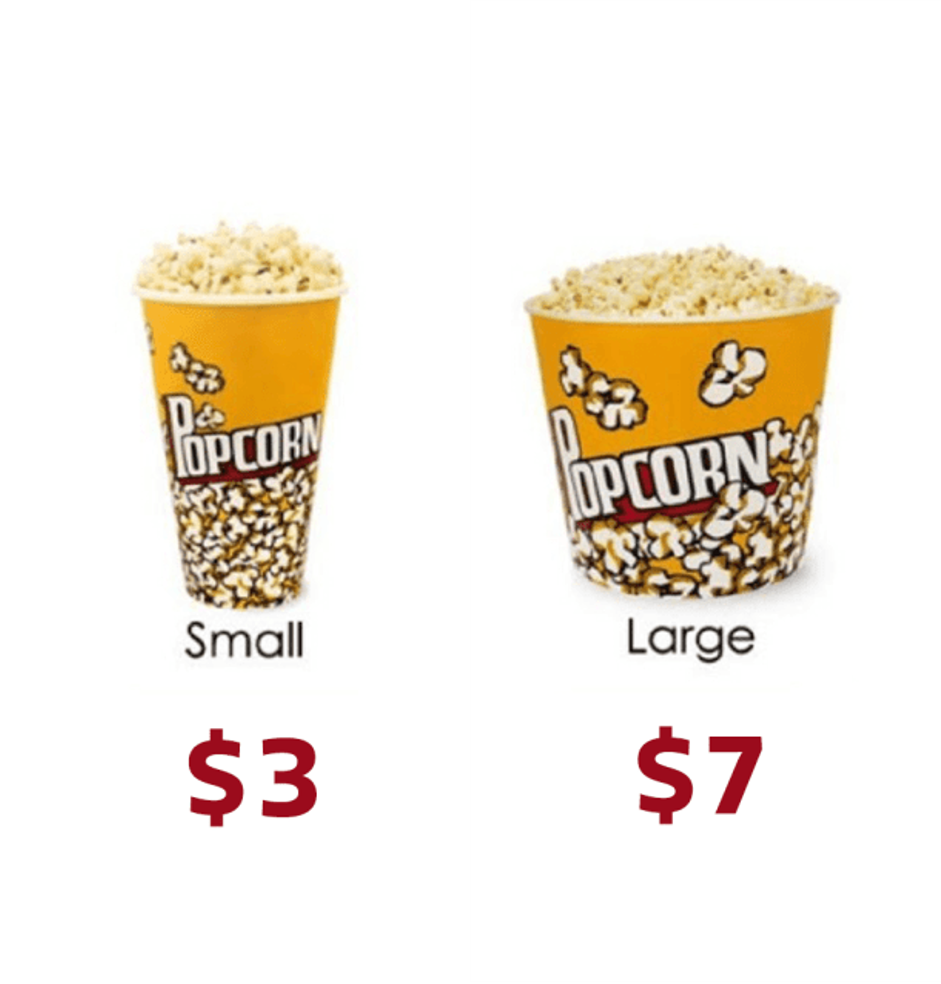 POPCORN
POPCORN
Small
Large
$3
$7